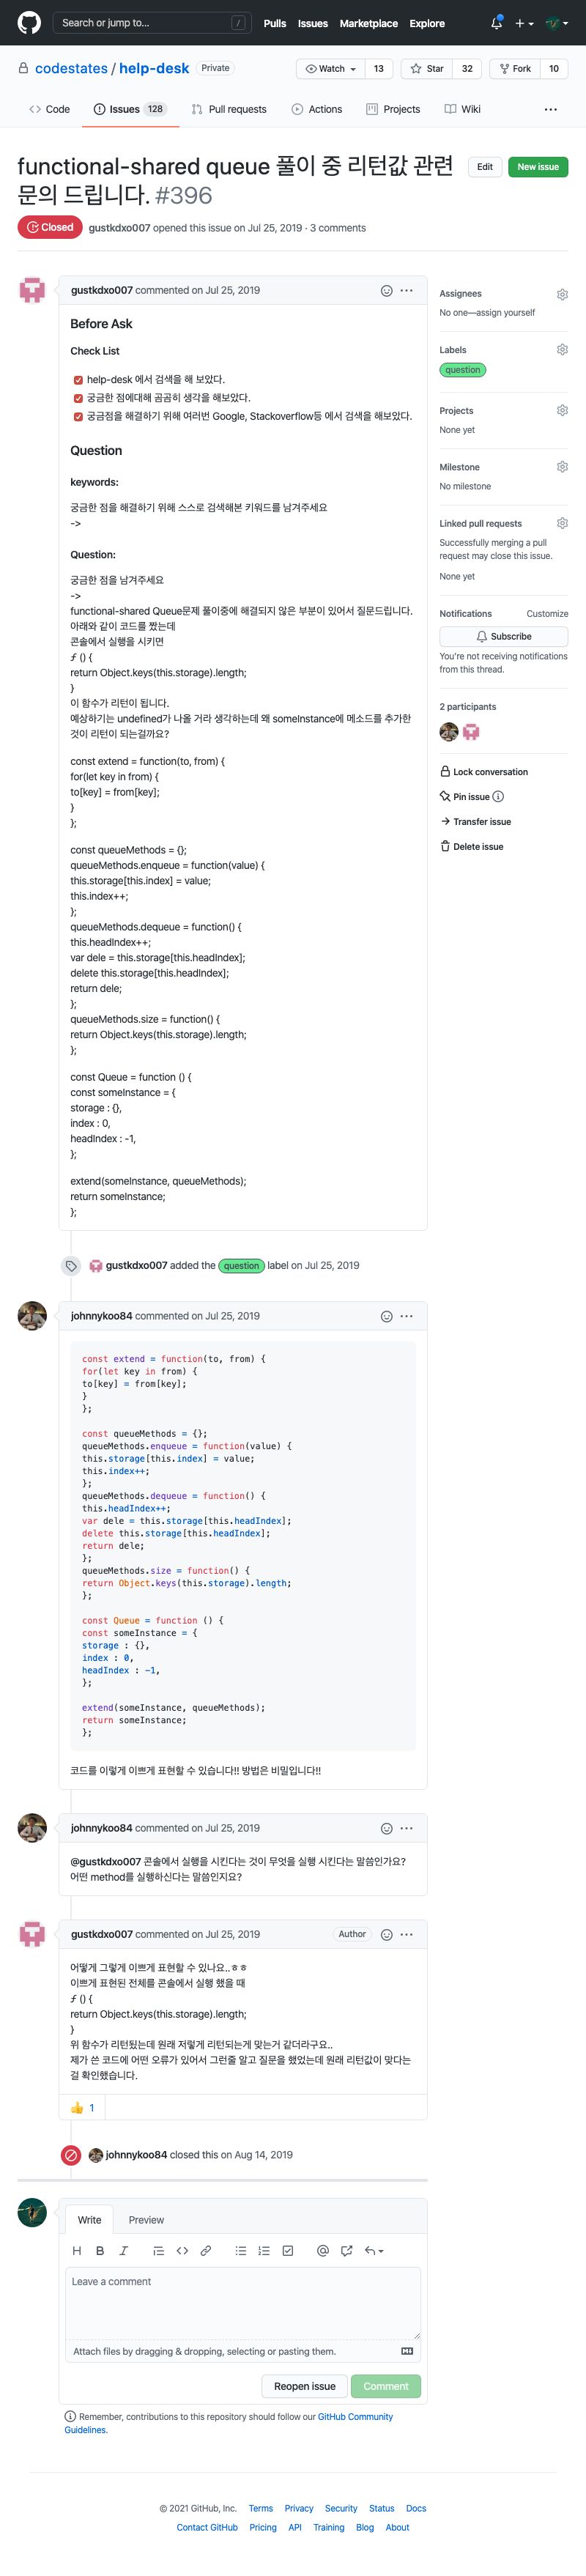 Search or jump to...
/
Pulls Issues Marketplace Explore
codestates / help-desk Private
Watch 13 Star 32 Fork 10
Code Issues 128 Pull requests Actions Projects Wiki
functional-shared queue 풀이 중 리턴값 관련
문의 드립니다. #396
Edit New issue
Closed gustkdxo007 opened this issue on Jul 25, 2019 · 3 comments
gustkdxo007 commented on Jul 25, 2019
Before Ask
Check List
help-desk 에서 검색을 해 보았다.
궁금한 점에대해 곰곰히 생각을 해보았다.
궁금점을 해결하기 위해 여러번 Google, Stackoverflow등 에서 검색을 해보았다.
Question
keywords:
궁금한 점을 해결하기 위해 스스로 검색해본 키워드를 남겨주세요
->
Question:
궁금한 점을 남겨주세요
->
functional-shared Queue문제 풀이중에 해결되지 않은 부분이 있어서 질문드립니다.
아래와 같이 코드를 짰는데
콘솔에서 실행을 시키면
ƒ () {
return Object.keys(this.storage).length;
}
이 함수가 리턴이 됩니다.
예상하기는 undefined가 나올 거라 생각하는데 왜 someInstance에 메소드를 추가한
것이 리턴이 되는걸까요?
const extend = function(to, from) {
for(let key in from) {
to[key] = from[key];
}
};
const queueMethods = {};
queueMethods.enqueue = function(value) {
this.storage[this.index] = value;
this.index++;
};
queueMethods.dequeue = function() {
this.headIndex++;
var dele = this.storage[this.headIndex];
delete this.storage[this.headIndex];
return dele;
};
queueMethods.size = function() {
return Object.keys(this.storage).length;
};
const Queue = function () {
const someInstance = {
storage : {},
index : 0,
headIndex : -1,
};
extend(someInstance, queueMethods);
return someInstance;
};
Assignees
No one—assign yourself
Labels
question
Projects
None yet
Milestone
No milestone
Linked pull requests
Successfully merging a pull
request may close this issue.
None yet
Notifications Customize
Subscribe
You're not receiving notifications
from this thread.
2 participants
Lock conversation
Pin issue
Transfer issue
Delete issue
gustkdxo007 added the question label on Jul 25, 2019
johnnykoo84 commented on Jul 25, 2019
const extend = function(to, from) {
for(let key in from) {
to[key] = from[key];
}
};
const queueMethods = {};
queueMethods.enqueue = function(value) {
this.storage[this.index] = value;
this.index++;
};
queueMethods.dequeue = function() {
this.headIndex++;
var dele = this.storage[this.headIndex];
delete this.storage[this.headIndex];
return dele;
};
queueMethods.size = function() {
return Object.keys(this.storage).length;
};
const Queue = function () {
const someInstance = {
storage : {},
index : 0,
headIndex : -1,
};
extend(someInstance, queueMethods);
return someInstance;
};
코드를 이렇게 이쁘게 표현할 수 있습니다!! 방법은 비밀입니다!!
johnnykoo84 commented on Jul 25, 2019
@gustkdxo007 콘솔에서 실행을 시킨다는 것이 무엇을 실행 시킨다는 말씀인가요?
어떤 method를 실행하신다는 말씀인지요?
gustkdxo007 commented on Jul 25, 2019 Author
어떻게 그렇게 이쁘게 표현할 수 있나요..ㅎㅎ
이쁘게 표현된 전체를 콘솔에서 실행 했을 때
ƒ () {
return Object.keys(this.storage).length;
}
위 함수가 리턴됬는데 원래 저렇게 리턴되는게 맞는거 같더라구요..
제가 쓴 코드에 어떤 오류가 있어서 그런줄 알고 질문을 했었는데 원래 리턴값이 맞다는
걸 확인했습니다.
👍 1
johnnykoo84 closed this on Aug 14, 2019
Write Preview
H B I
Leave a comment
Attach files by dragging & dropping, selecting or pasting them.
Reopen issue Comment
Remember, contributions to this repository should follow our GitHub Community
Guidelines.
© 2021 GitHub, Inc. Terms Privacy Security Status Docs
Contact GitHub Pricing API Training Blog About